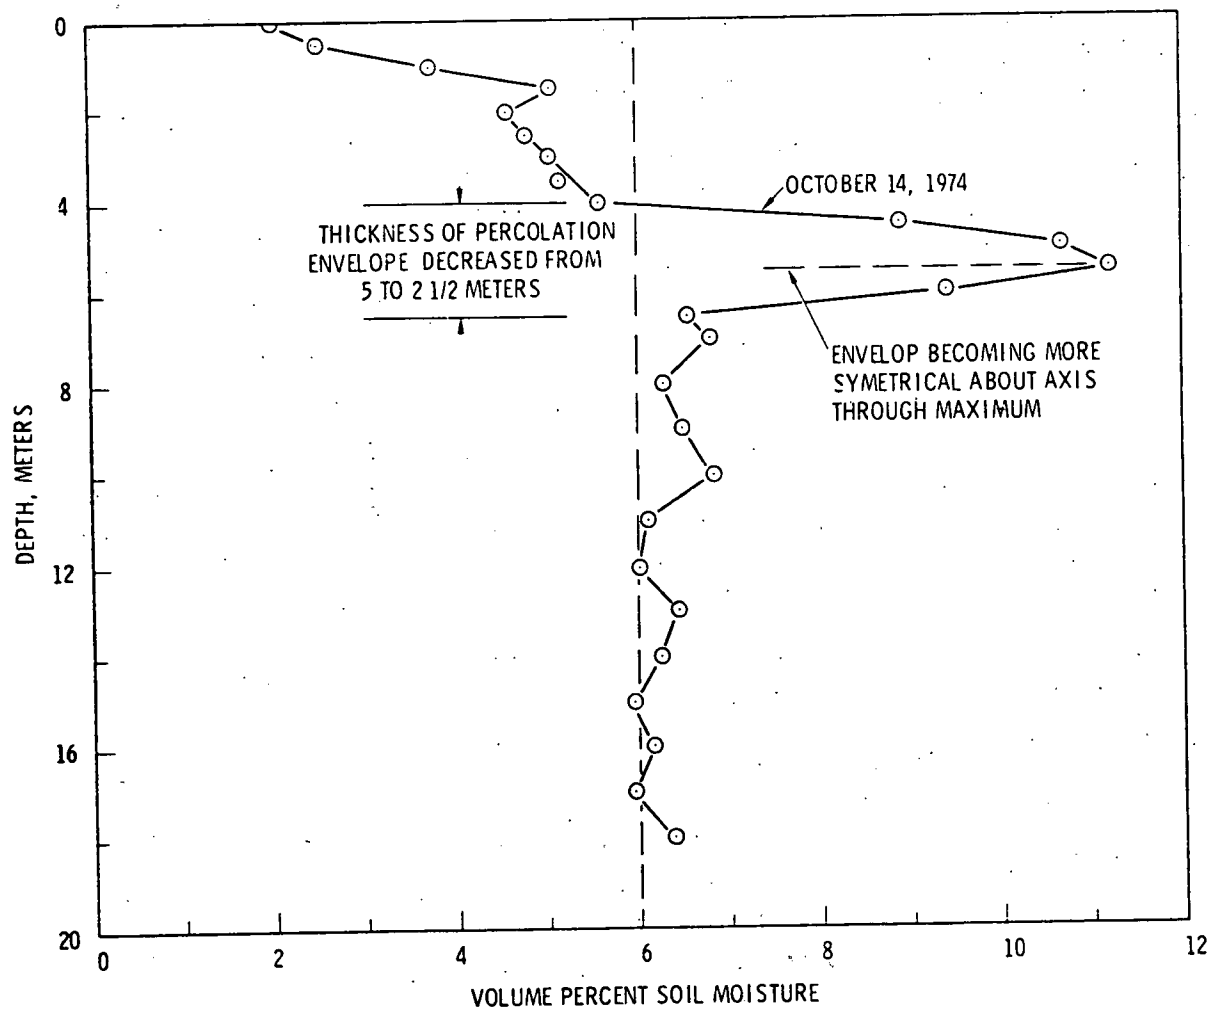 0
4
8
12
16
20
DEPTH, METERS
OCTOBER 14, 1974
THICKNESS OF PERCOLATION
ENVELOPE DECREASED FROM
5 TO 2 1/2 METERS
ENVELOP BECOMING MORE
SYMETRICAL ABOUT AXIS
THROUGH MAXIMUM
0 2 4 6 8 10 12
VOLUME PERCENT SOIL MOISTURE